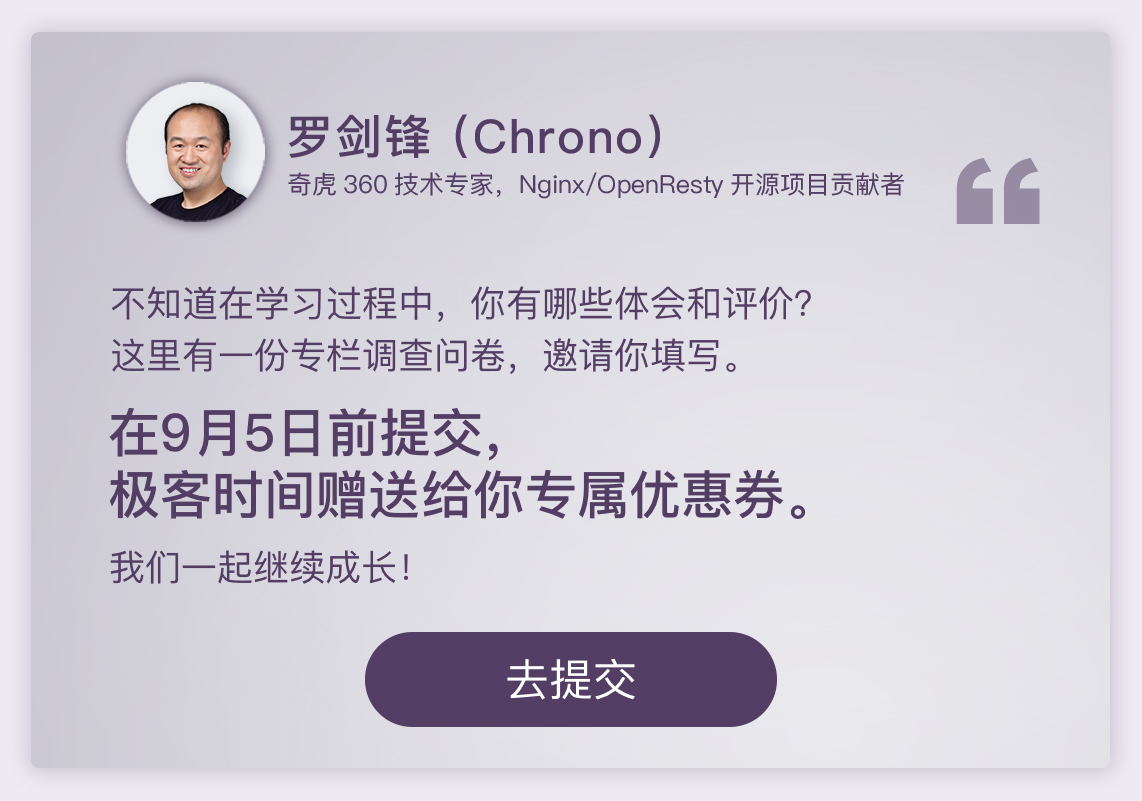 罗剑锋（Chrono）
奇虎 360 技术专家，Nginx/OpenResty 开源项目贡献者
不知道在学习过程中，你有哪些体会和评价？
这里有一份专栏调查问卷，邀请你填写。
在9月5日前提交，
极客时间赠送给你专属优惠券。
我们一起继续成长！
去提交